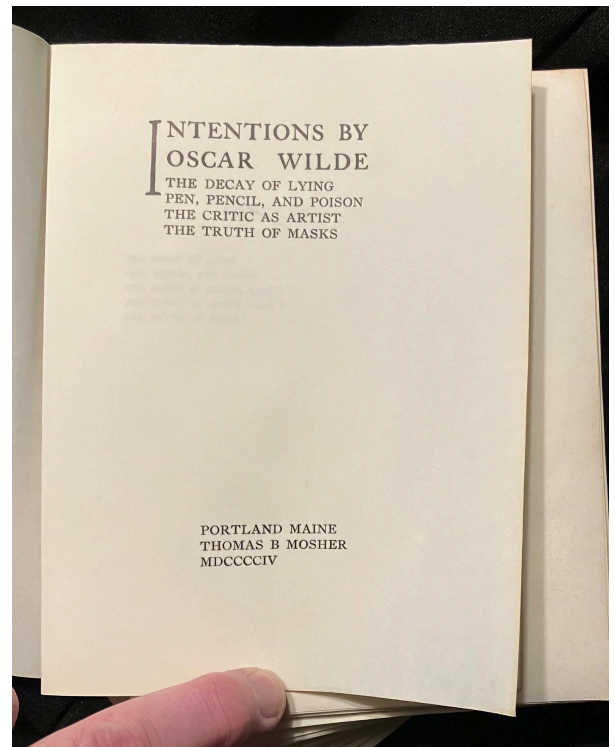 INTENTIONS BY
OSCAR WILDE
THE DECAY OF LYING
PEN, PENCIL, AND POISON
THE CRITIC AS ARTIST
THE TRUTH OF MASKS
PORTLAND MAINE
THOMAS B MOSHER
MDCCCCIV